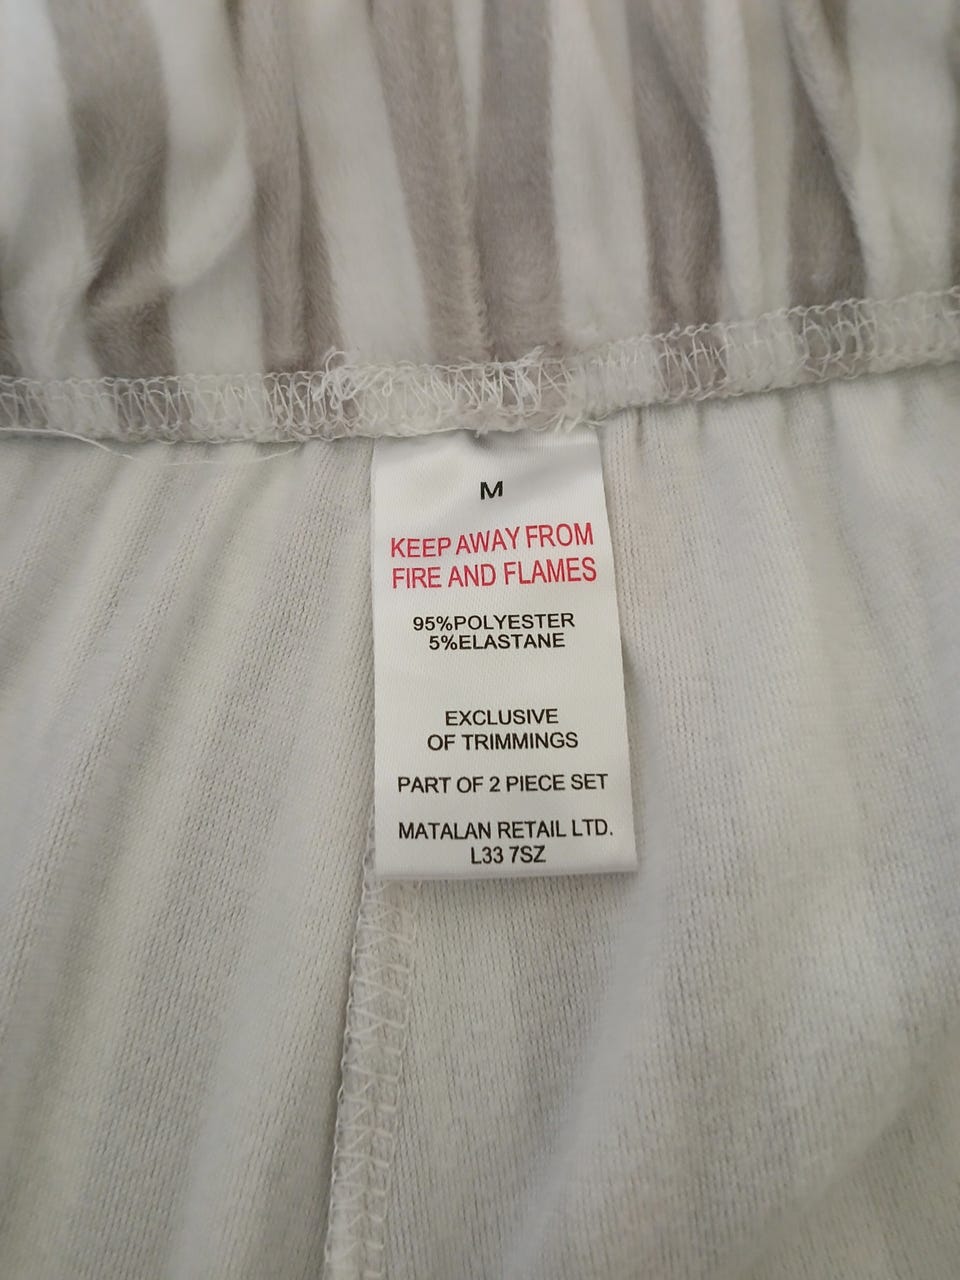 M
KEEP AWAY FROM
FIRE AND FLAMES
95%POLYESTER
5%ELASTANE
EXCLUSIVE
OF TRIMMINGS
PART OF 2 PIECE SET
MATALAN RETAIL LTD.
L33 7SZ